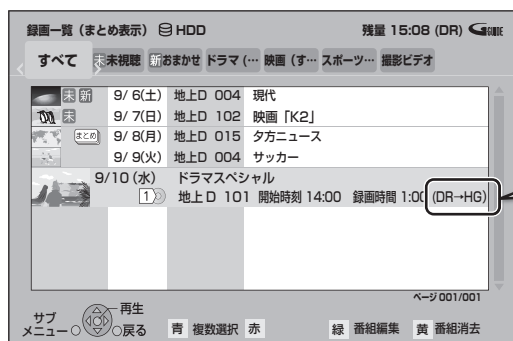 録画一覧（まとめ表示） HDD 残量 15:08 (DR) GGUIDE
すべて 未 未視聴 新 おまかせ ドラマ (… 映画 (す… スポーツ… 撮影ビデオ
未 新 9/ 6(土) 地上D 004 現代
未 9/ 7(日) 地上D 102 映画「K2」
まとめ 9/ 8(月) 地上D 015 夕方ニュース
9/ 9(火) 地上D 004 サッカー
9/10 (水) ドラマスペシャル
1 地上D 101 開始時刻 14:00 録画時間 1:00 (DR→HG)
ページ 001/001
サブメニュー 再生 戻る 青 複数選択 赤 緑 番組編集 黄 番組消去